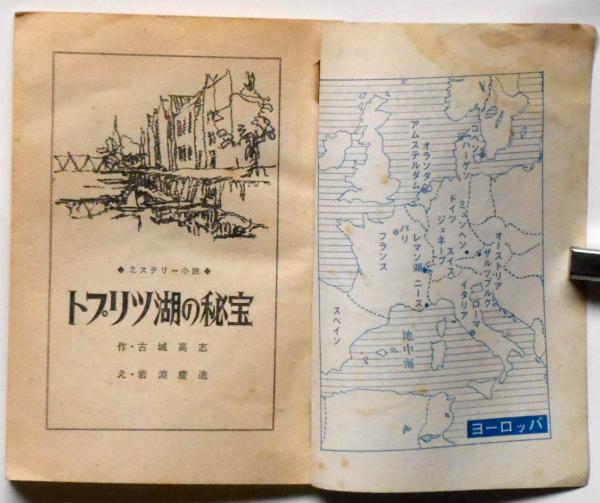 ◆ミステリー小説◆
トプリツ湖の秘宝
作・古城高志
え・岩淵慶造
コペンハーゲン
オランダ
アムステルダム
ドイツ
ミュンヘン
オーストリア
ザルツブルク
スイス
ジュネーブ
レマン湖
パリ
フランス
ニース
イタリア
ローマ
スペイン
地中海
ヨーロッパ